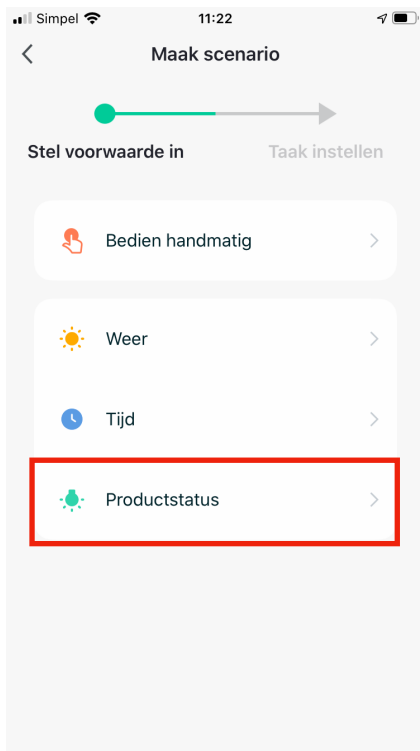 Simpel 11:22
Maak scenario
Stel voorwaarde in Taak instellen
Bedien handmatig
Weer
Tijd
Productstatus